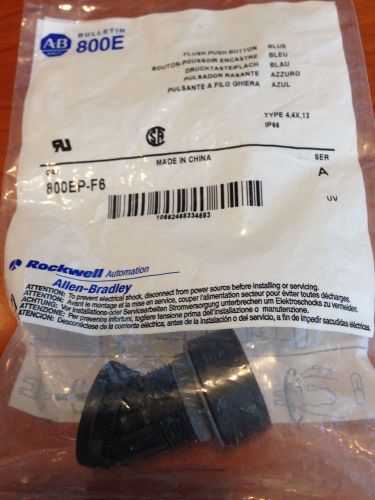 AB BULLETIN
800E
FLUSH PUSH BUTTON BLUE
BOUTON-POUSSOIR ENCASTRE BLEU
DRUCKTASTE/FLACH BLAU
PULSADOR RASANTE AZZURO
PULSANTE A FILO GHIERA AZUL
TYPE 4,4X,13
IP66
MADE IN CHINA
CAT
800EP-F6
SER
A
UV
10662468334663
Rockwell Automation
Allen-Bradley
ATTENTION: To prevent electrical shock, disconnect from power source before installing or servicing.
ATTENTION: Avant le montage et la mise en service, couper l'alimentation secteur pour éviter toutes décharges.
ACHTUNG: Vor Installations-oder Servicearbeiten Stromversorgung unterbrechen um Elektroschocks zu vermeiden.
ATTENZIONE: Per prevenire infortuni, togliere tensione prima dell'installazione o manutenzione.
ATENCION: Desconéctese de la corriente eléctrica, antes de la instalación o del servicio, a fin de impedir sacudidas eléctricas.